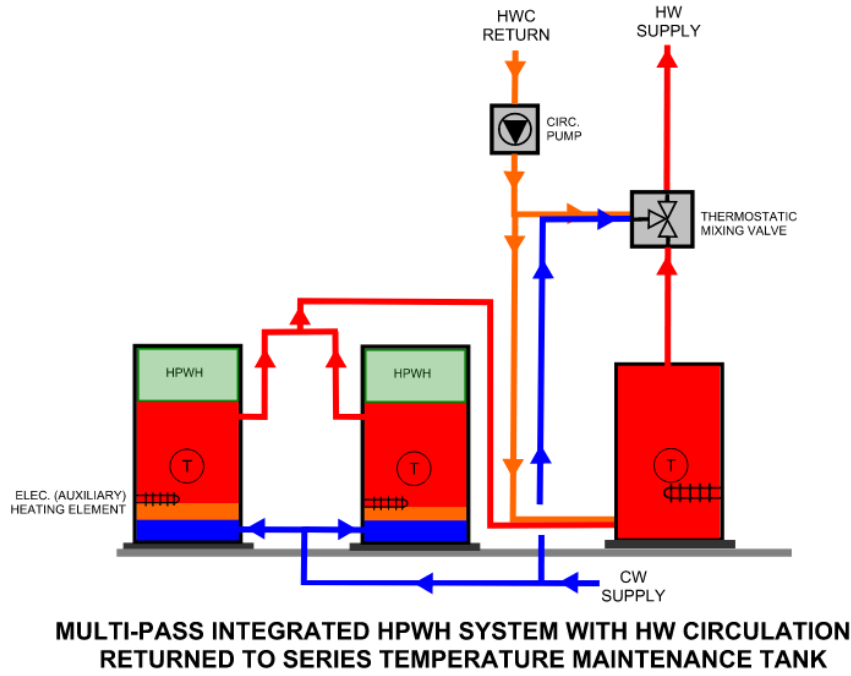 HWC
RETURN
HW
SUPPLY
CIRC.
PUMP
THERMOSTATIC
MIXING VALVE
HPWH
HPWH
T
T
T
ELEC. (AUXILIARY)
HEATING ELEMENT
CW
SUPPLY
MULTI-PASS INTEGRATED HPWH SYSTEM WITH HW CIRCULATION
RETURNED TO SERIES TEMPERATURE MAINTENANCE TANK